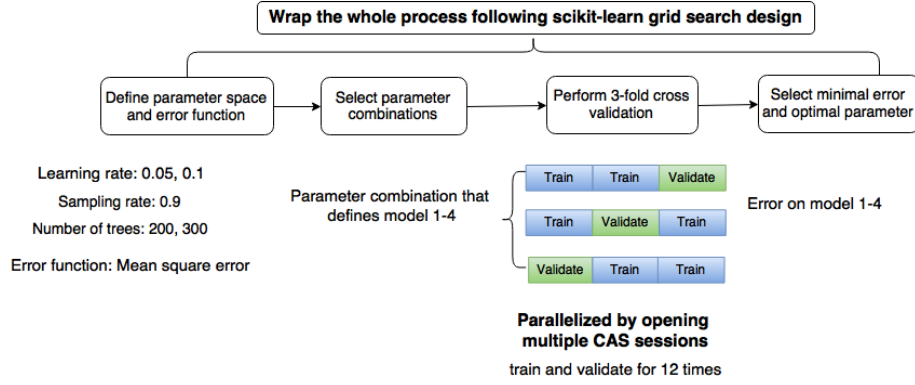 Wrap the whole process following scikit-learn grid search design
Define parameter space
and error function
Select parameter
combinations
Perform 3-fold cross
validation
Select minimal error
and optimal parameter
Learning rate: 0.05, 0.1
Sampling rate: 0.9
Number of trees: 200, 300
Error function: Mean square error
Parameter combination that
defines model 1-4
Train Train Validate
Train Validate Train
Validate Train Train
Error on model 1-4
Parallelized by opening
multiple CAS sessions
train and validate for 12 times